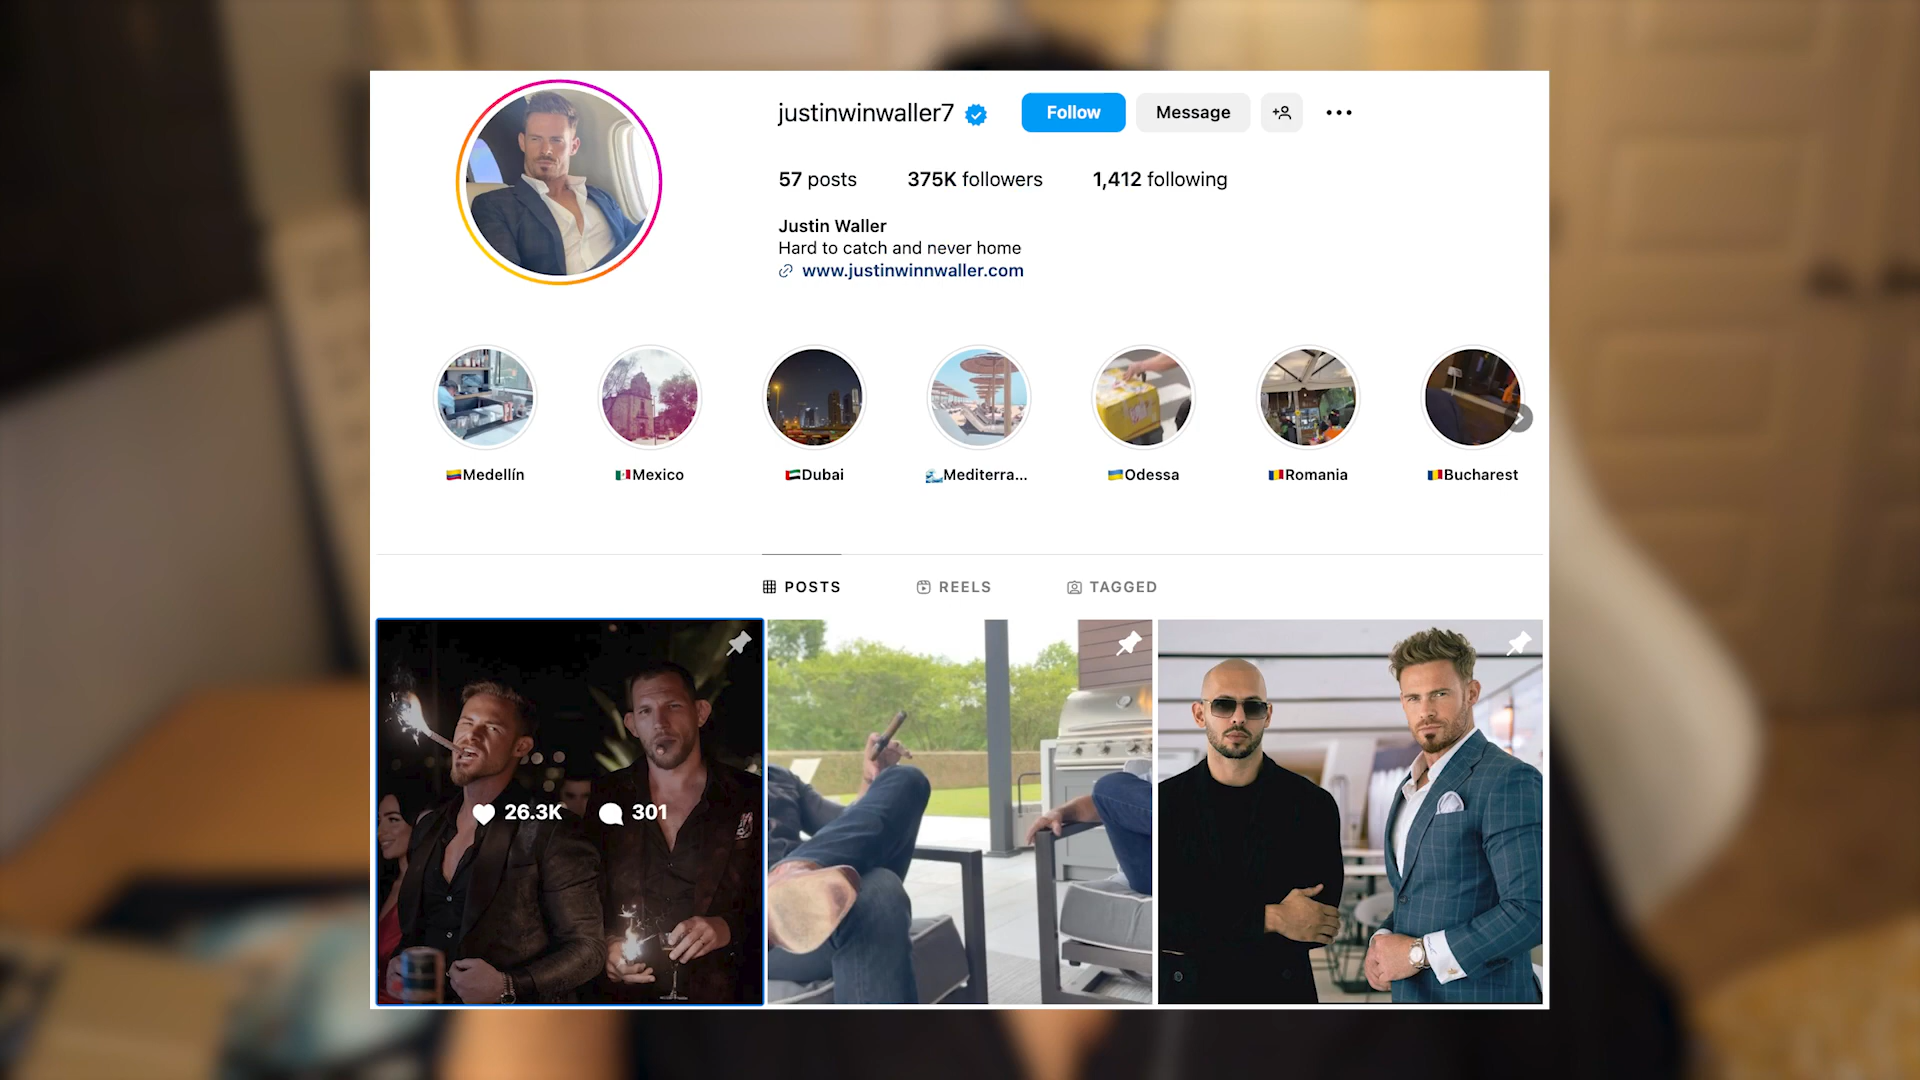 justinwinwaller7
Follow
Message
57 posts
375K followers
1,412 following
Justin Waller
Hard to catch and never home
www.justinwinnwaller.com
🇨🇴Medellín
🇲🇽Mexico
🇦🇪Dubai
🌊Mediterra...
🇺🇦Odessa
🇷🇴Romania
🇷🇴Bucharest
POSTS
REELS
TAGGED
26.3K
301